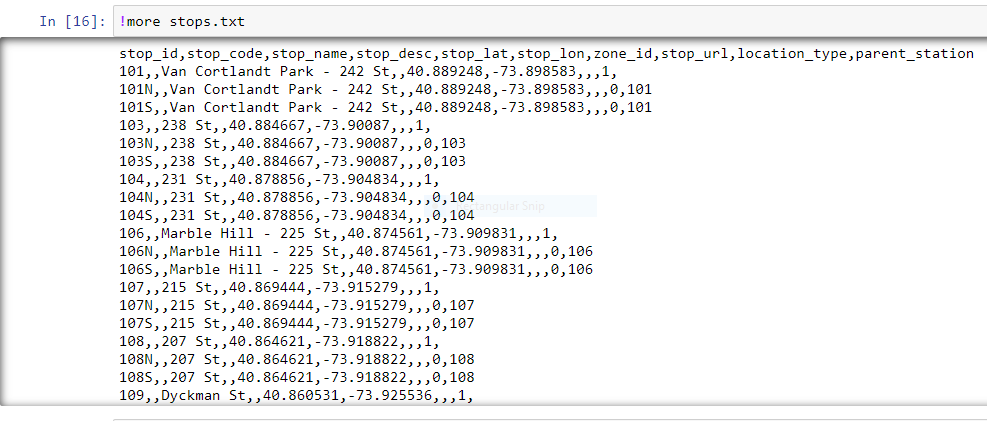 In [16]: !more stops.txt
stop_id,stop_code,stop_name,stop_desc,stop_lat,stop_lon,zone_id,stop_url,location_type,parent_station
101,,Van Cortlandt Park - 242 St,,40.889248,-73.898583,,,1,
101N,,Van Cortlandt Park - 242 St,,40.889248,-73.898583,,,0,101
101S,,Van Cortlandt Park - 242 St,,40.889248,-73.898583,,,0,101
103,,238 St,,40.884667,-73.90087,,,1,
103N,,238 St,,40.884667,-73.90087,,,0,103
103S,,238 St,,40.884667,-73.90087,,,0,103
104,,231 St,,40.878856,-73.904834,,,1,
104N,,231 St,,40.878856,-73.904834,,,0,104
Rectangular Snip
104S,,231 St,,40.878856,-73.904834,,,0,104
106,,Marble Hill - 225 St,,40.874561,-73.909831,,,1,
106N,,Marble Hill - 225 St,,40.874561,-73.909831,,,0,106
106S,,Marble Hill - 225 St,,40.874561,-73.909831,,,0,106
107,,215 St,,40.869444,-73.915279,,,1,
107N,,215 St,,40.869444,-73.915279,,,0,107
107S,,215 St,,40.869444,-73.915279,,,0,107
108,,207 St,,40.864621,-73.918822,,,1,
108N,,207 St,,40.864621,-73.918822,,,0,108
108S,,207 St,,40.864621,-73.918822,,,0,108
109,,Dyckman St,,40.860531,-73.925536,,,1,